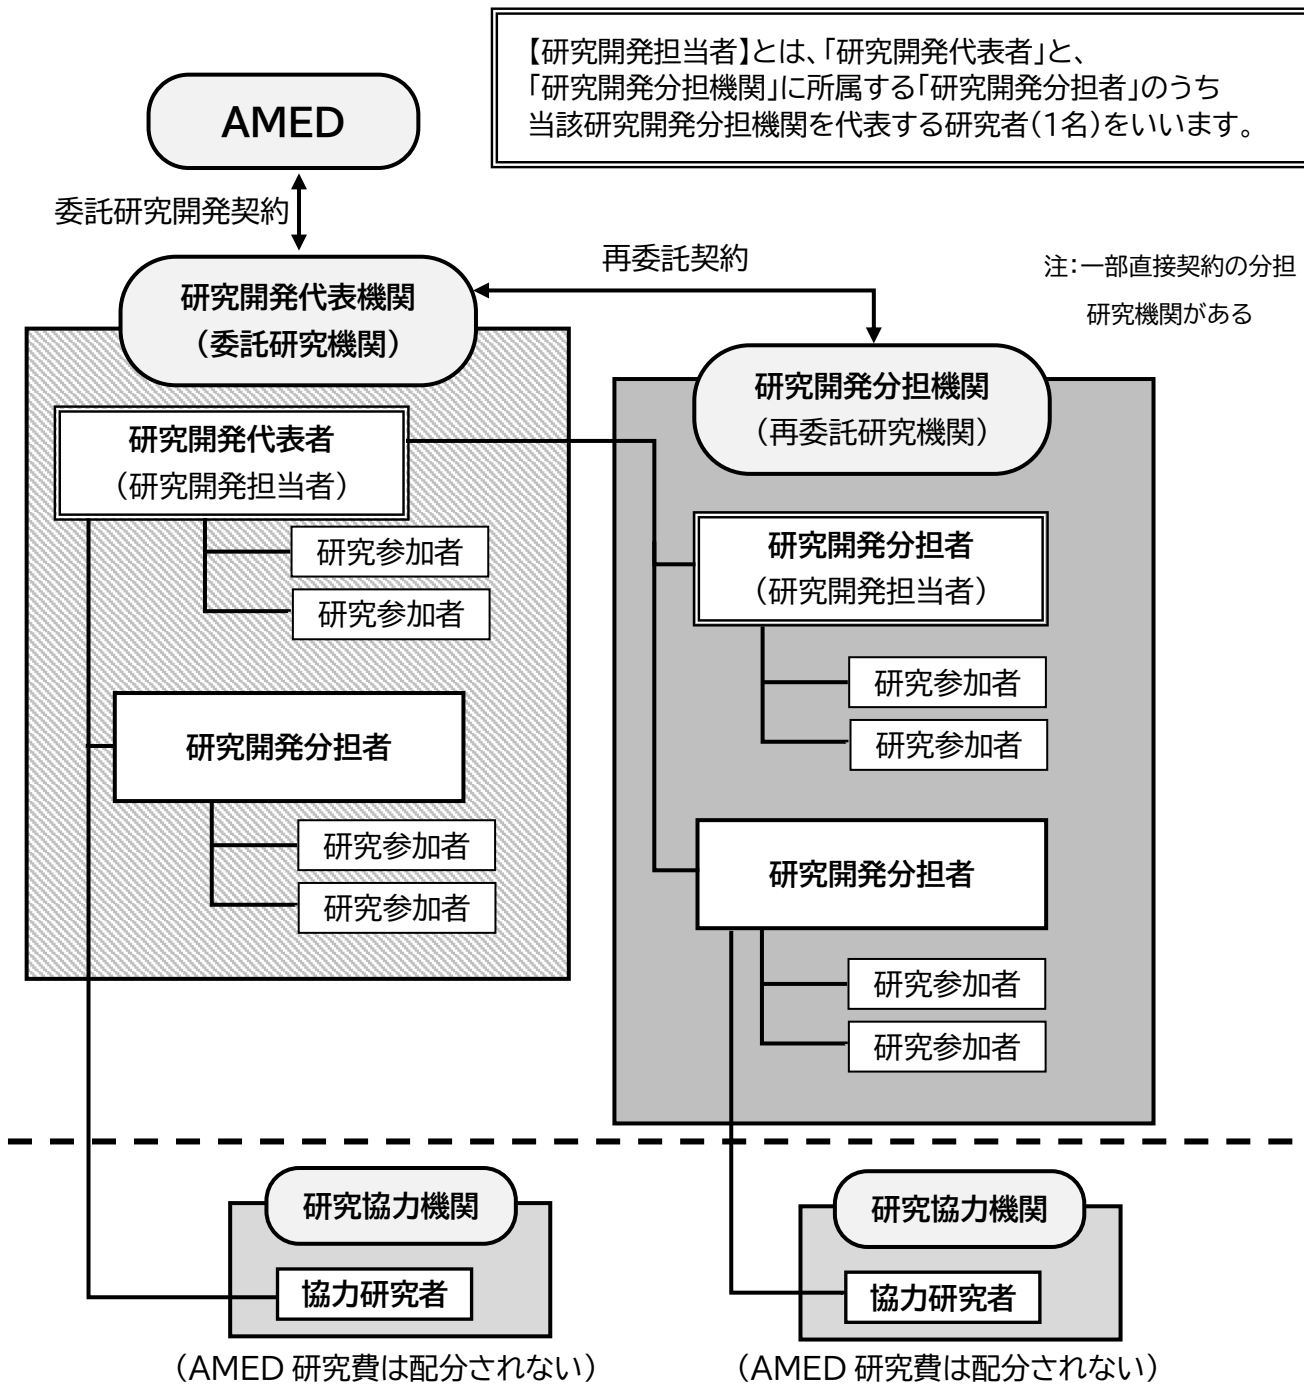 【研究開発担当者】とは、「研究開発代表者」と、
「研究開発分担機関」に所属する「研究開発分担者」のうち
当該研究開発分担機関を代表する研究者(1名)をいいます。
AMED
委託研究開発契約
再委託契約
注:一部直接契約の分担
研究機関がある
研究開発代表機関
(委託研究機関)
研究開発分担機関
(再委託研究機関)
研究開発代表者
(研究開発担当者)
研究参加者
研究参加者
研究開発分担者
研究参加者
研究参加者
研究開発分担者
(研究開発担当者)
研究参加者
研究参加者
研究開発分担者
研究参加者
研究参加者
研究協力機関
協力研究者
(AMED 研究費は配分されない)
研究協力機関
協力研究者
(AMED 研究費は配分されない)